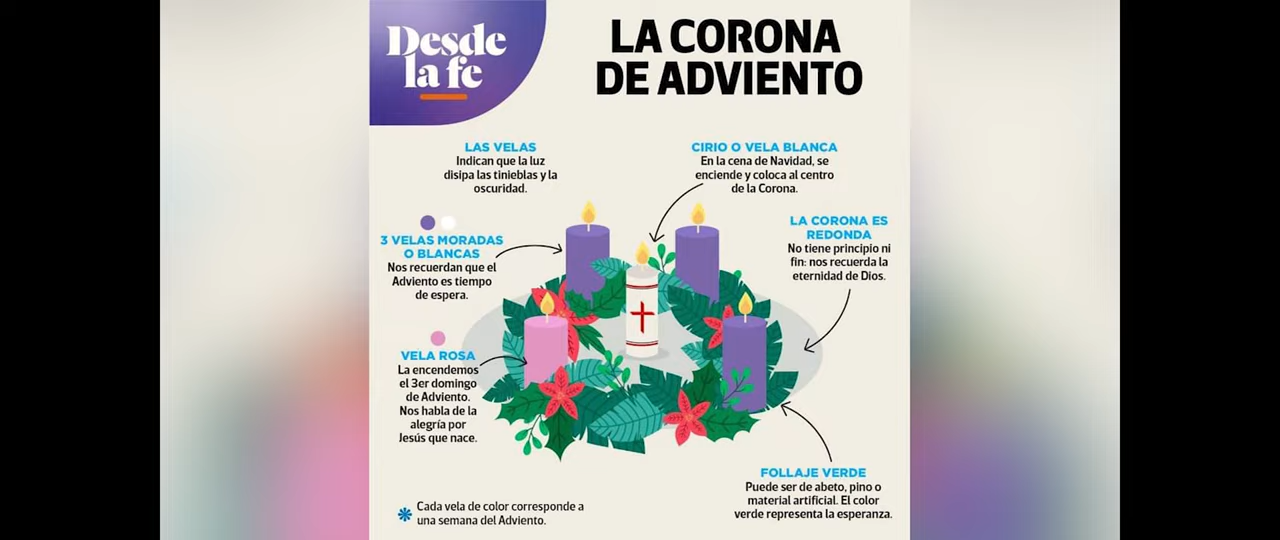 Desde
la fe
LA CORONA
DE ADVIENTO
LAS VELAS
Indican que la luz
disipa las tinieblas y la
oscuridad.
CIRIO O VELA BLANCA
En la cena de Navidad, se
enciende y coloca al centro
de la Corona.
3 VELAS MORADAS
O BLANCAS
Nos recuerdan que el
Adviento es tiempo
de espera.
LA CORONA ES
REDONDA
No tiene principio ni
fin: nos recuerda la
eternidad de Dios.
VELA ROSA
La encendemos
el 3er domingo
de Adviento.
Nos habla de la
alegría por
Jesús que nace.
FOLLAJE VERDE
Puede ser de abeto, pino o
material artificial. El color
verde representa la esperanza.
Cada vela de color corresponde a
una semana del Adviento.